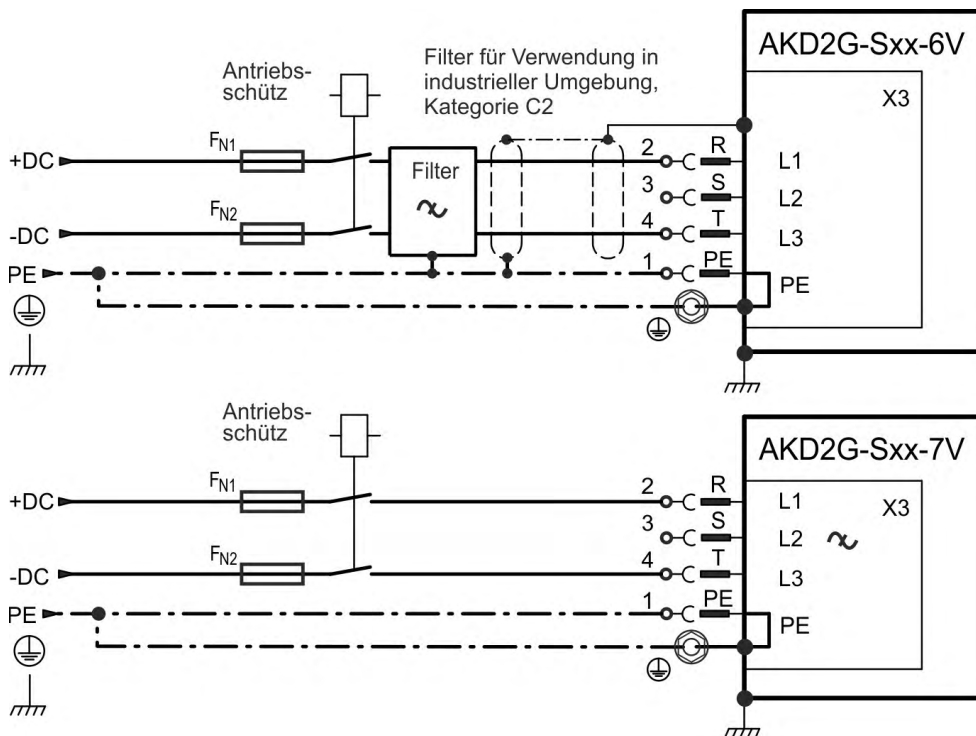 AKD2G-Sxx-6V
X3
Antriebs-
schütz
Filter für Verwendung in
industrieller Umgebung,
Kategorie C2
+DC
FN1
Filter
2
R
L1
3
S
L2
-DC
FN2
4
T
L3
PE
1
PE
PE
AKD2G-Sxx-7V
X3
Antriebs-
schütz
+DC
FN1
2
R
L1
3
S
L2
-DC
FN2
4
T
L3
PE
1
PE
PE